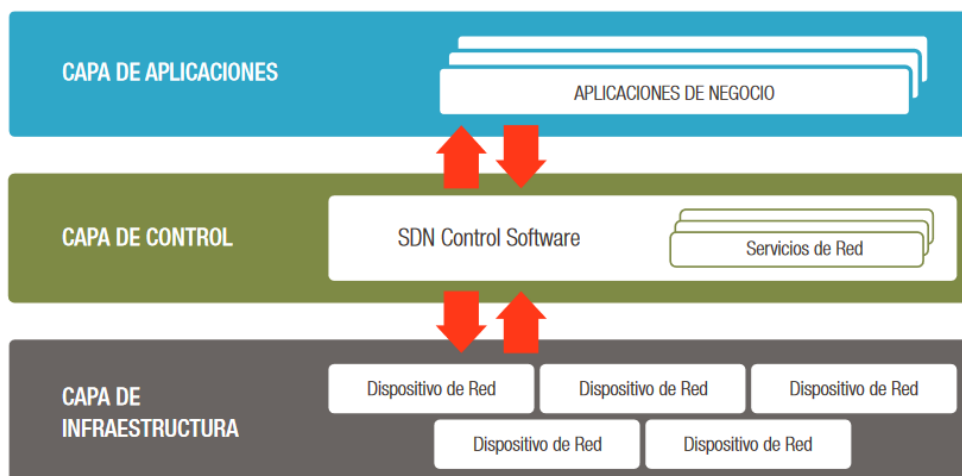 CAPA DE APLICACIONES
APLICACIONES DE NEGOCIO
CAPA DE CONTROL
SDN Control Software
Servicios de Red
CAPA DE
INFRAESTRUCTURA
Dispositivo de Red
Dispositivo de Red
Dispositivo de Red
Dispositivo de Red
Dispositivo de Red